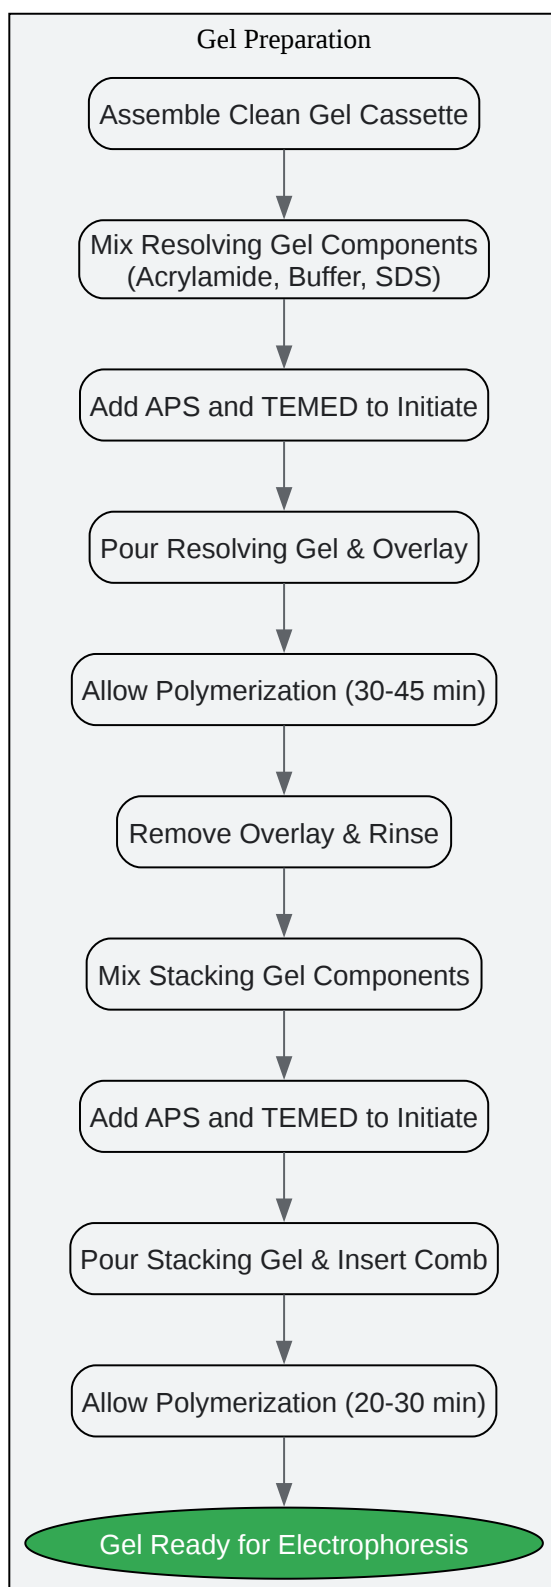 Gel Preparation
Assemble Clean Gel Cassette
Mix Resolving Gel Components
(Acrylamide, Buffer, SDS)
Add APS and TEMED to Initiate
Pour Resolving Gel & Overlay
Allow Polymerization (30-45 min)
Remove Overlay & Rinse
Mix Stacking Gel Components
Add APS and TEMED to Initiate
Pour Stacking Gel & Insert Comb
Allow Polymerization (20-30 min)
Gel Ready for Electrophoresis